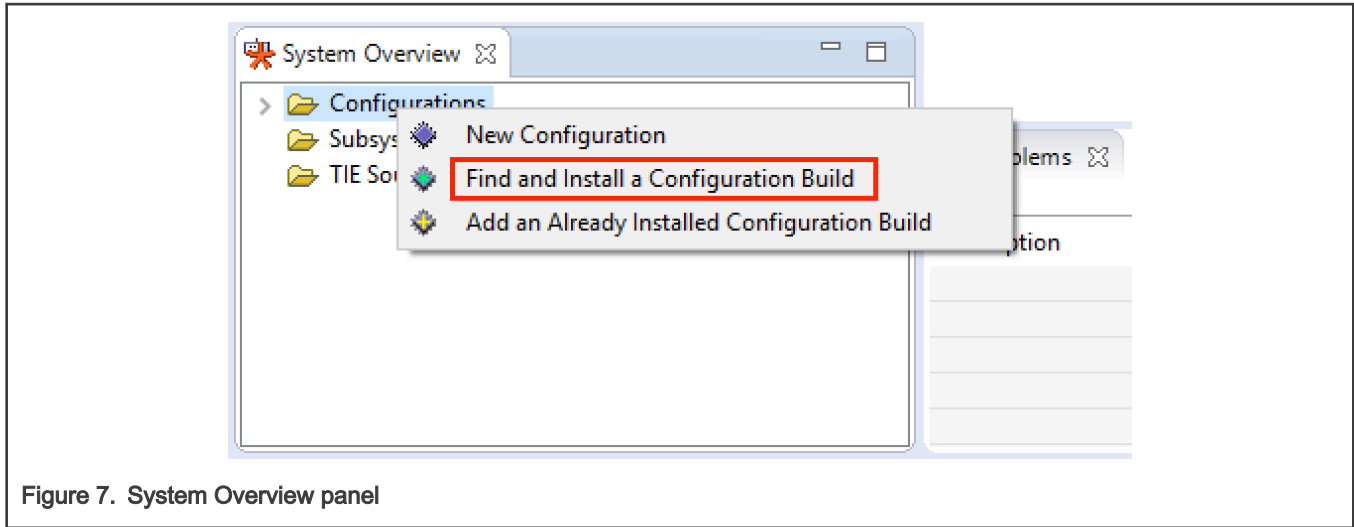 System Overview
Configurations
New Configuration
Subsys
Find and Install a Configuration Build
TIE Sou
Add an Already Installed Configuration Build
blems
ption
Figure 7. System Overview panel